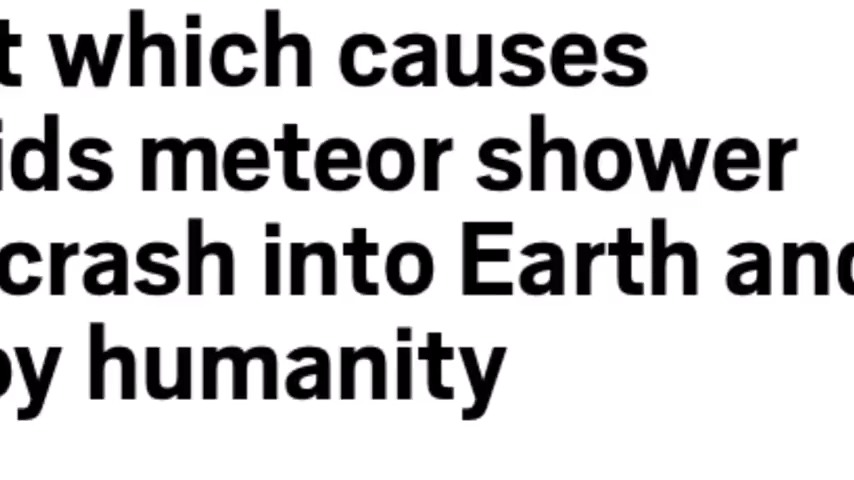 t which causes
ids meteor shower
crash into Earth and
oy humanity